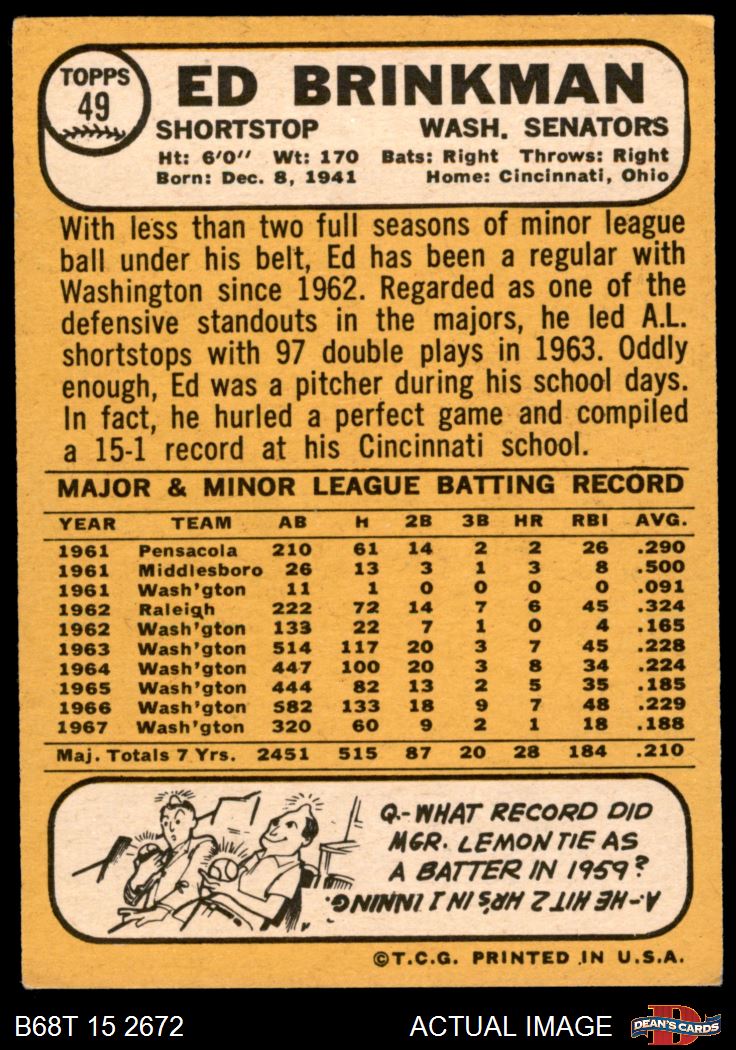 TOPPS
49
ED BRINKMAN
SHORTSTOP WASH. SENATORS
Ht: 6'0" Wt: 170 Bats: Right Throws: Right
Born: Dec. 8, 1941 Home: Cincinnati, Ohio
With less than two full seasons of minor league
ball under his belt, Ed has been a regular with
Washington since 1962. Regarded as one of the
defensive standouts in the majors, he led A.L.
shortstops with 97 double plays in 1963. Oddly
enough, Ed was a pitcher during his school days.
In fact, he hurled a perfect game and compiled
a 15-1 record at his Cincinnati school.
MAJOR & MINOR LEAGUE BATTING RECORD
YEAR TEAM AB H 2B 3B HR RBI AVG.
1961 Pensacola 210 61 14 2 2 26 .290
1961 Middlesboro 26 13 3 1 3 8 .500
1961 Wash'gton 11 1 0 0 0 0 .091
1962 Raleigh 222 72 14 7 6 45 .324
1962 Wash'gton 133 22 7 1 0 4 .165
1963 Wash'gton 514 117 20 3 7 45 .228
1964 Wash'gton 447 100 20 3 8 34 .224
1965 Wash'gton 444 82 13 2 5 35 .185
1966 Wash'gton 582 133 18 9 7 48 .229
1967 Wash'gton 320 60 9 2 1 18 .188
Maj. Totals 7 Yrs. 2451 515 87 20 28 184 .210
Q.-WHAT RECORD DID
MGR. LEMON TIE AS
A BATTER IN 1959?
A-HE HIT 2 HR'S IN 1 INNING.
©T.C.G. PRINTED IN U.S.A.
B68T 15 2672 ACTUAL IMAGE
D
DEAN'S CARDS